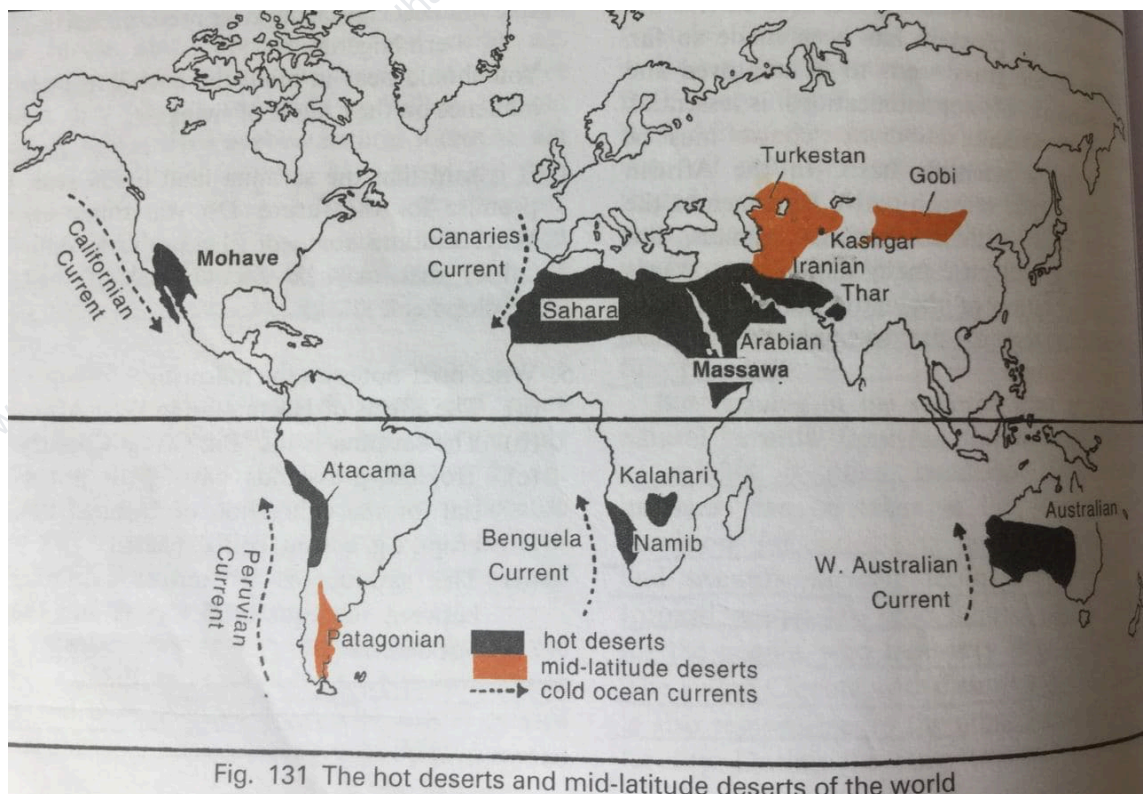 Turkestan
Gobi
Californian
Current
Mohave
Canaries
Current
Kashgar
Iranian
Thar
Sahara
Arabian
Massawa
Atacama
Kalahari
Australian
Peruvian
Current
Benguela
Current
Namib
W. Australian
Current
Patagonian
hot deserts
mid-latitude deserts
cold ocean currents
Fig. 131 The hot deserts and mid-latitude deserts of the world